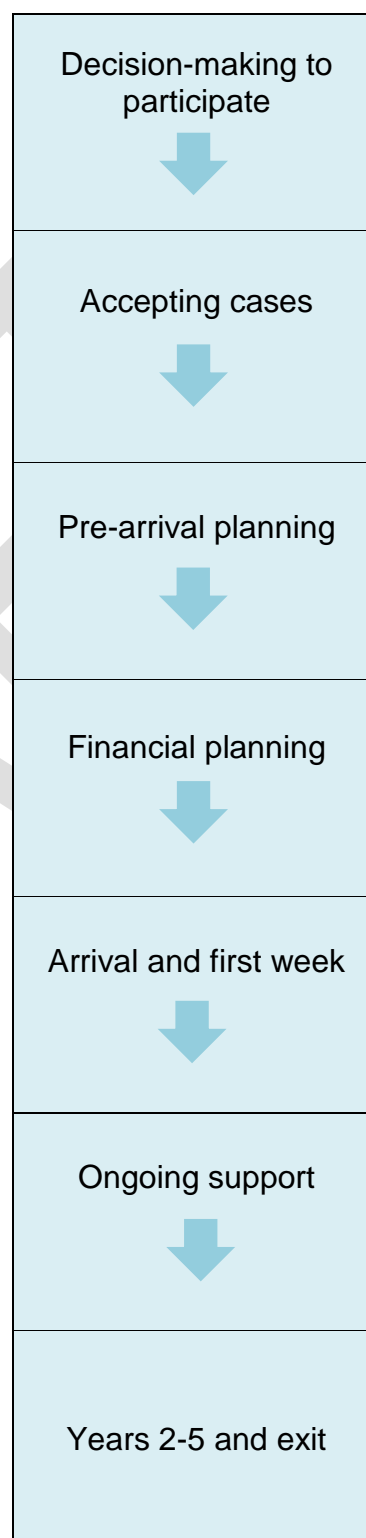 Decision-making to
participate
Accepting cases
Pre-arrival planning
Financial planning
Arrival and first week
Ongoing support
Years 2-5 and exit